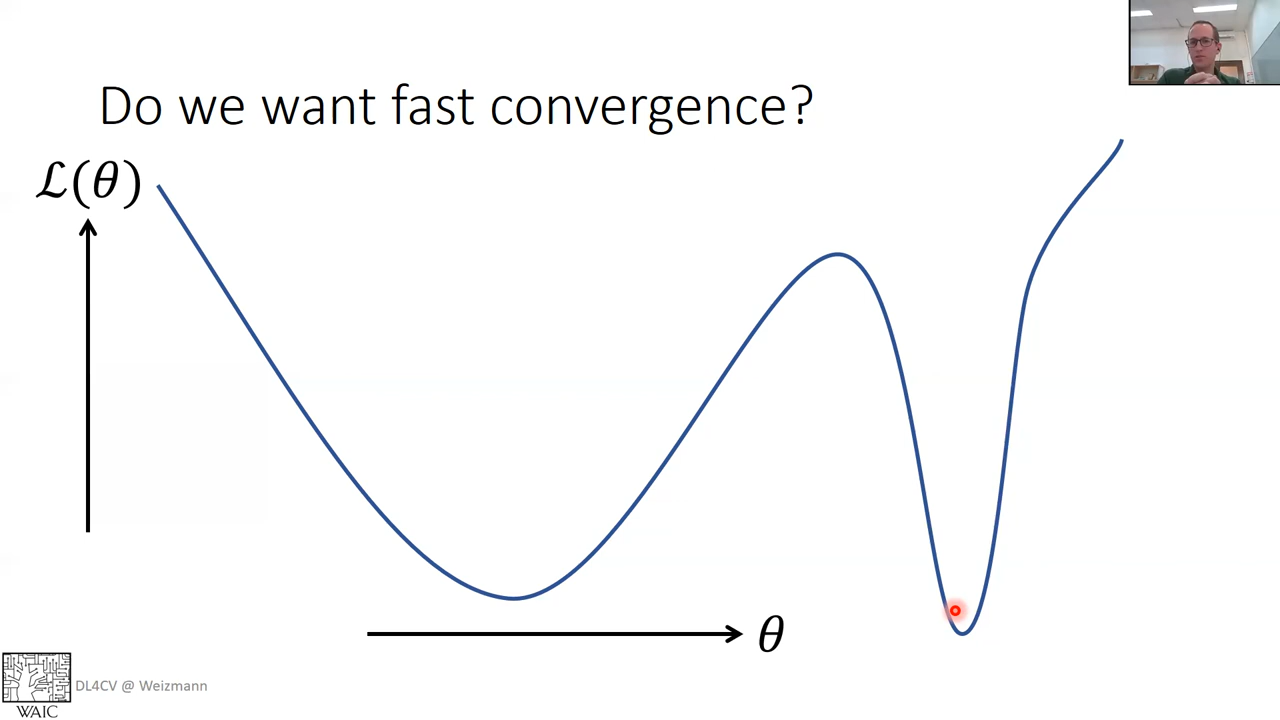 Do we want fast convergence?
ℒ(θ)
θ
DL4CV @ Weizmann
WAIC